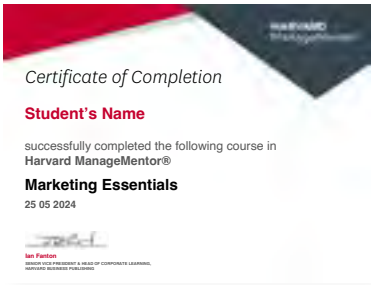 HARVARD
ManageMentor®
Certificate of Completion
Student's Name
successfully completed the following course in
Harvard ManageMentor®
Marketing Essentials
25 05 2024
Ian Fanton
SENIOR VICE PRESIDENT & HEAD OF CORPORATE LEARNING,
HARVARD BUSINESS PUBLISHING